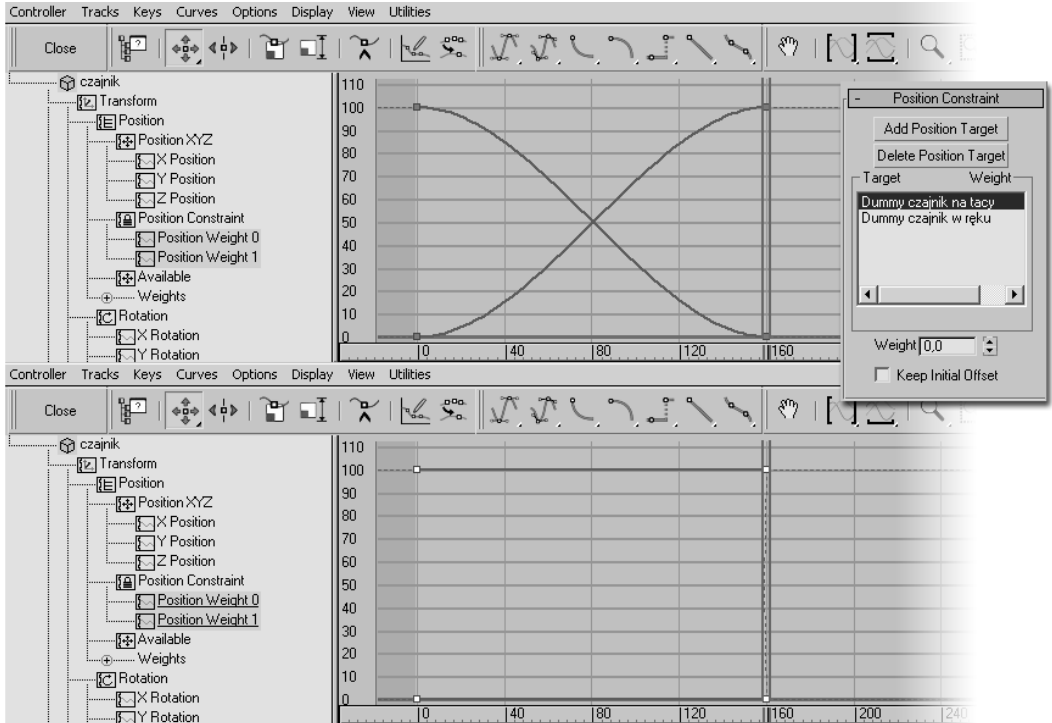 Controller Tracks Keys Curves Options Display View Utilities
Close
czajnik
Transform
Position
Position XYZ
X Position
Y Position
Z Position
Position Constraint
Position Weight 0
Position Weight 1
Available
Weights
Rotation
X Rotation
Y Rotation
110
100
90
80
70
60
50
40
30
20
10
0
0 40 80 120 160
- Position Constraint
Add Position Target
Delete Position Target
Target Weight
Dummy czajnik na tacy
Dummy czajnik w ręku
Weight 0,0
Keep Initial Offset
Controller Tracks Keys Curves Options Display View Utilities
Close
czajnik
Transform
Position
Position XYZ
X Position
Y Position
Z Position
Position Constraint
Position Weight 0
Position Weight 1
Available
Weights
Rotation
X Rotation
Y Rotation
110
100
90
80
70
60
50
40
30
20
10
0
0 40 80 120 160 200 240